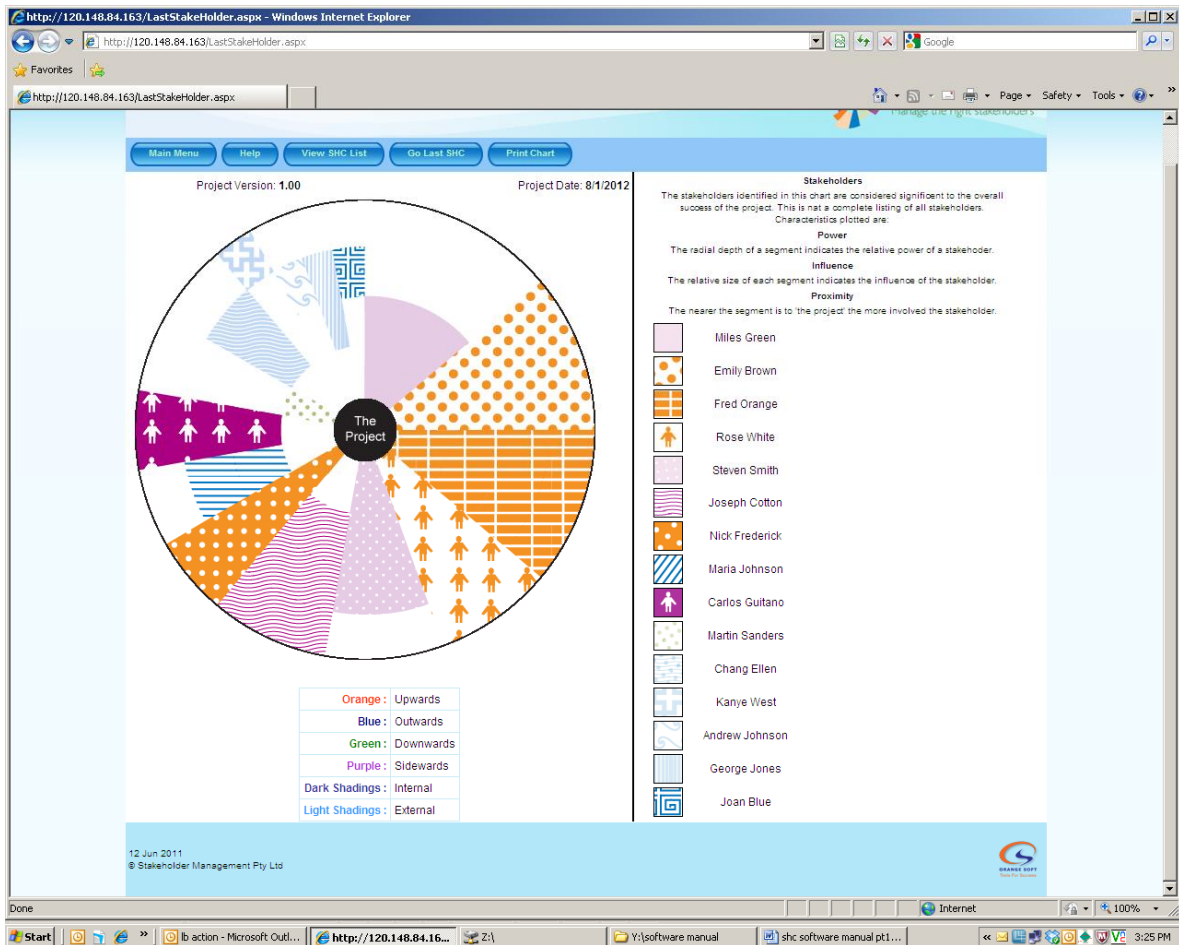 http://120.148.84.163/LastStakeHolder.aspx - Windows Internet Explorer
http://120.148.84.163/LastStakeHolder.aspx
Google
Favorites
http://120.148.84.163/LastStakeHolder.aspx
Page
Safety
Tools
Manage the right stakeholders
Main Menu
Help
View SHC List
Go Last SHC
Print Chart
Project Version: 1.00
Project Date: 8/1/2012
The
Project
Orange : Upwards
Blue : Outwards
Green : Downwards
Purple : Sidewards
Dark Shadings : Internal
Light Shadings : External
Stakeholders
The stakeholders identified in this chart are considered significent to the overall
success of the project. This is nat a complete listing of all stakeholders.
Characteristics plotted are:
Power
The radial depth of a segment indicates the relative power of a stakehoder.
Influence
The relative size of each segment indicates the influence of the stakeholder.
Proximity
The nearer the segment is to 'the project' the more involved the stakeholder.
Miles Green
Emily Brown
Fred Orange
Rose White
Steven Smith
Joseph Cotton
Nick Frederick
Maria Johnson
Carlos Guitano
Martin Sanders
Chang Ellen
Kanye West
Andrew Johnson
George Jones
Joan Blue
12 Jun 2011
© Stakeholder Management Pty Ltd
ORANGE SOFT
Done
Internet
100%
Start
lb action - Microsoft Outl...
http://120.148.84.16...
Z:\
Y:\software manual
shc software manual pt1...
3:25 PM